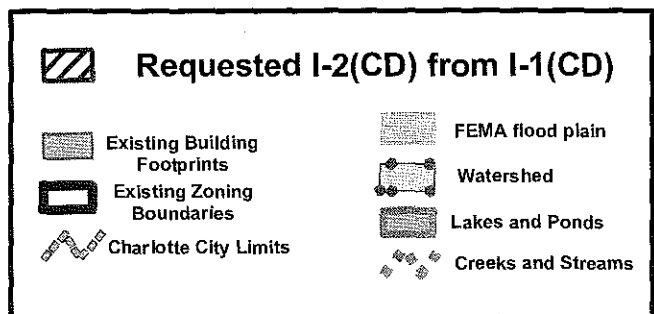 Requested I-2(CD) from I-1(CD)
Existing Building
Footprints
Existing Zoning
Boundaries
Charlotte City Limits
FEMA flood plain
Watershed
Lakes and Ponds
Creeks and Streams